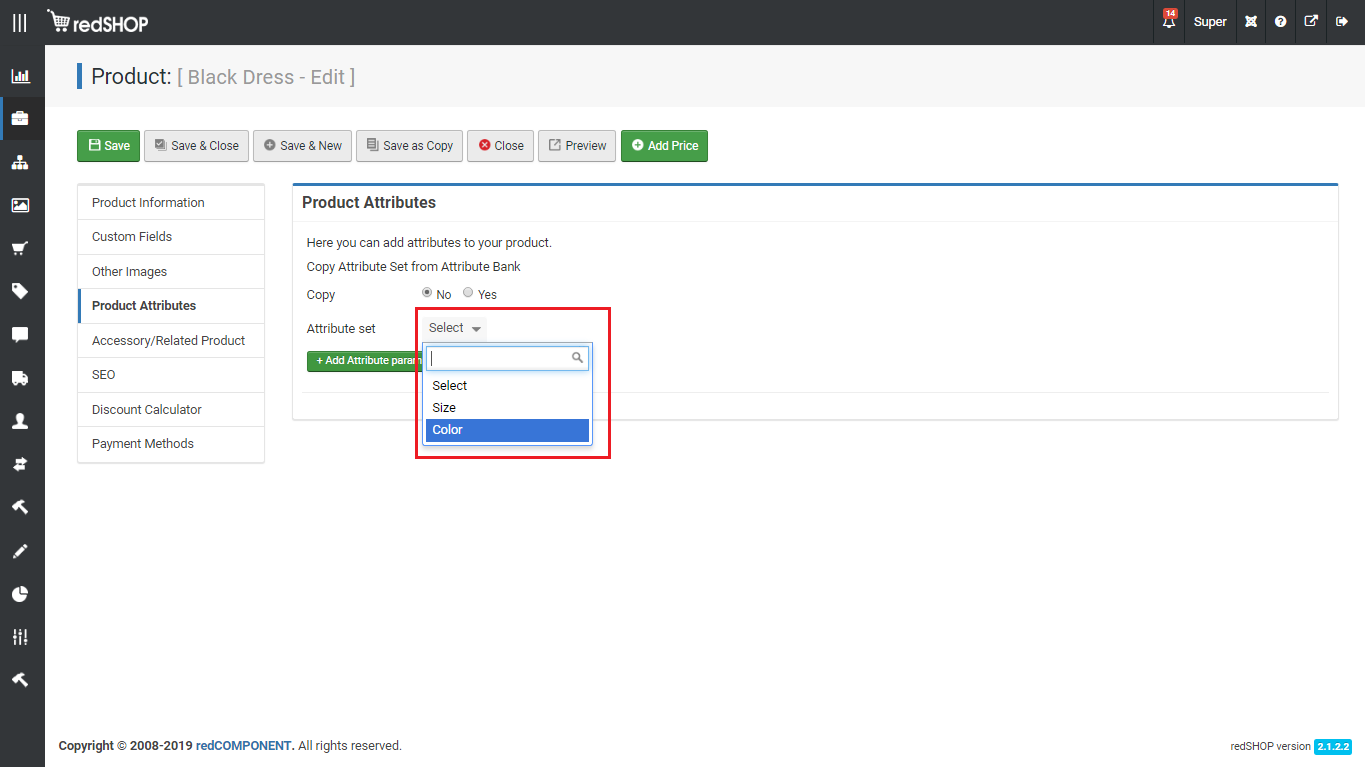 redSHOP
14
Super
Product: [ Black Dress - Edit ]
Save
Save & Close
Save & New
Save as Copy
Close
Preview
Add Price
Product Information
Custom Fields
Other Images
Product Attributes
Accessory/Related Product
SEO
Discount Calculator
Payment Methods
Product Attributes
Here you can add attributes to your product.
Copy Attribute Set from Attribute Bank
Copy No Yes
Attribute set Select
+ Add Attribute param
Select
Size
Color
Copyright © 2008-2019 redCOMPONENT. All rights reserved.
redSHOP version 2.1.2.2